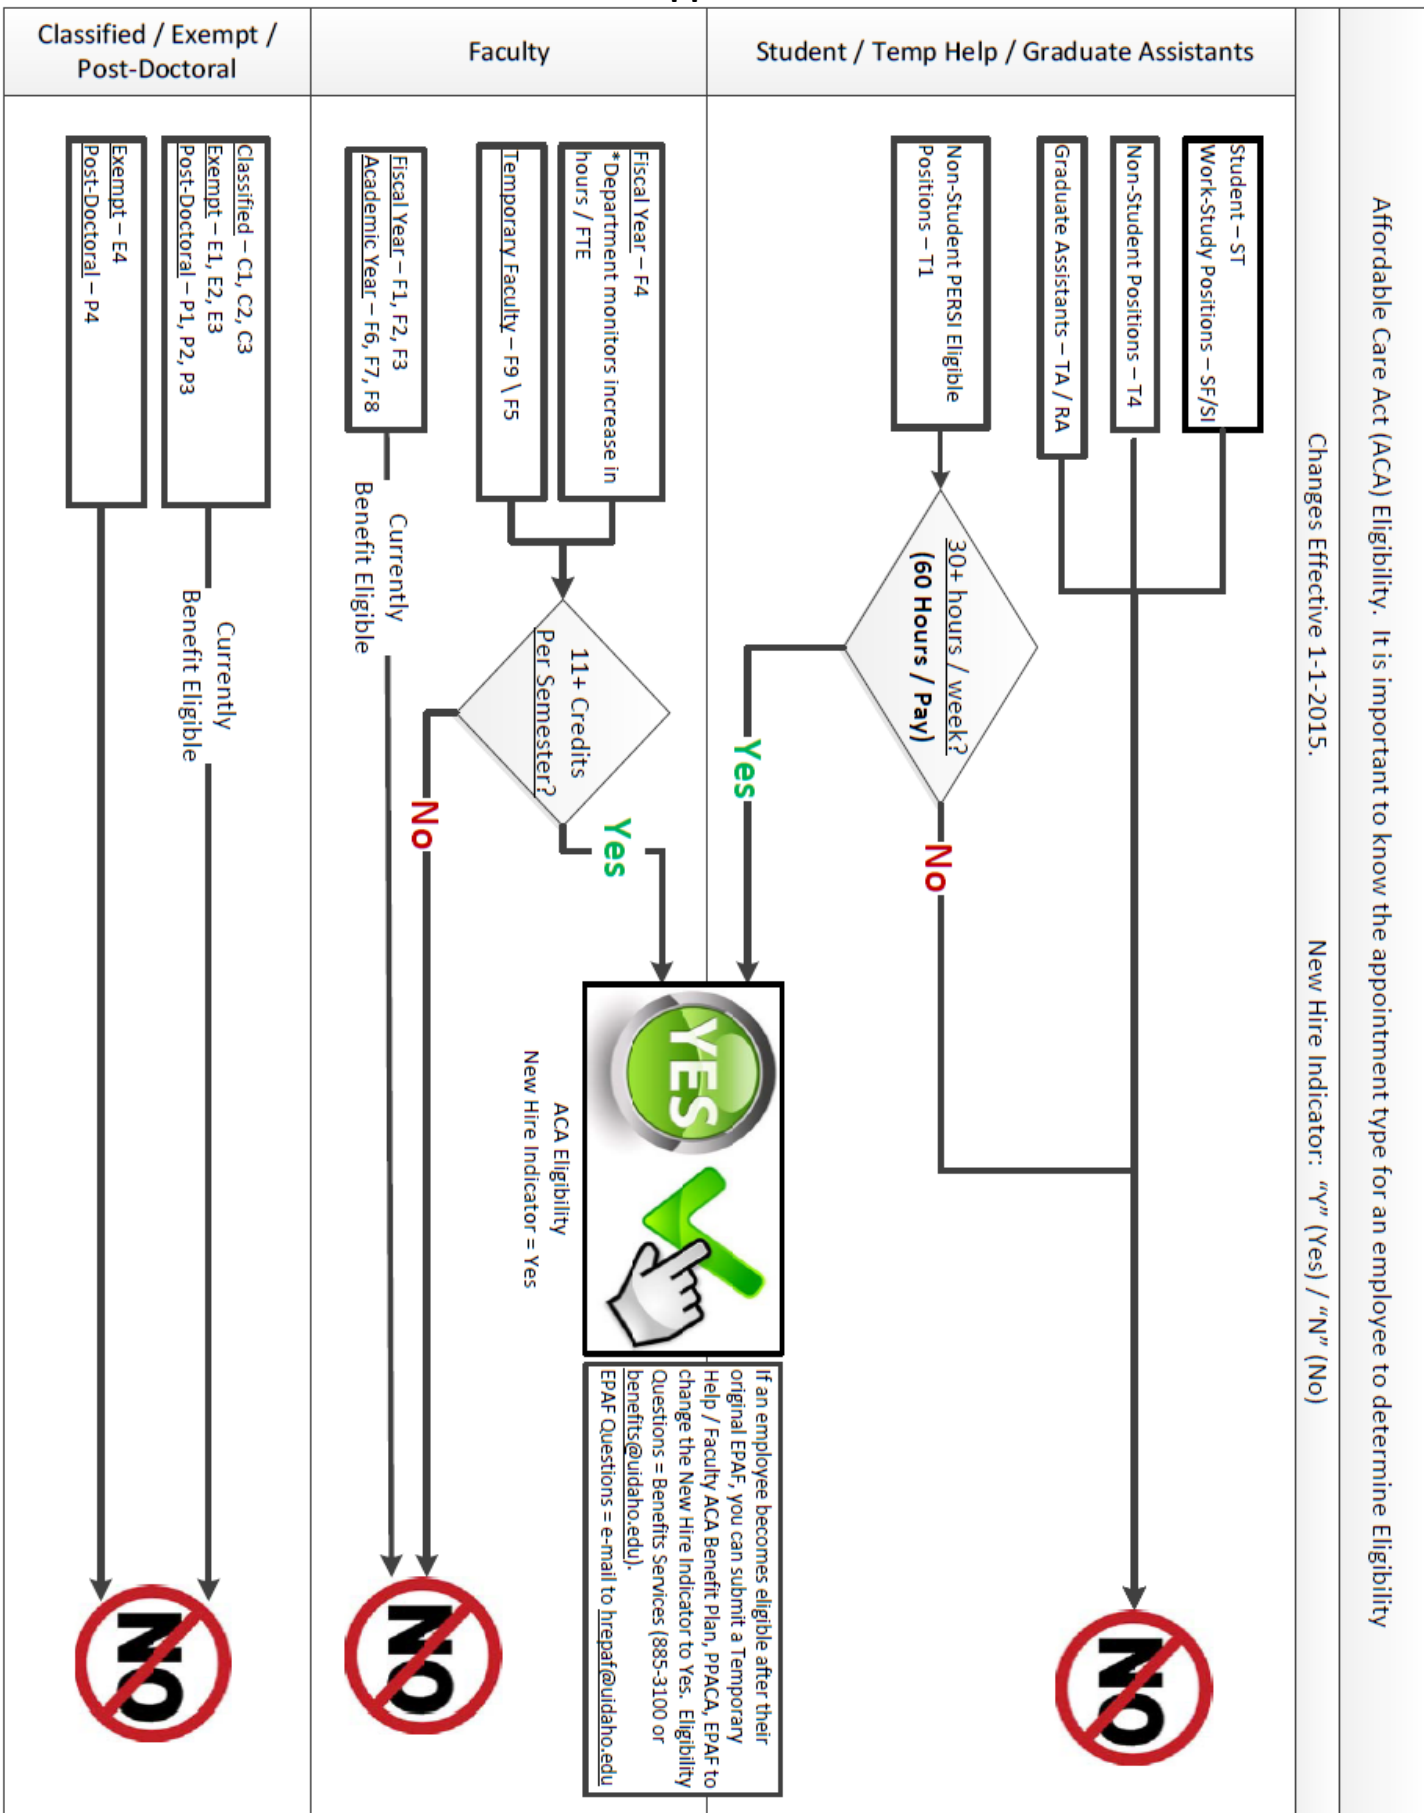 Affordable Care Act (ACA) Eligibility.  It is important to know the appointment type for an employee to determine Eligibility
Changes Effective 1-1-2015.
New Hire Indicator:  “Y” (Yes) / “N” (No)
Student / Temp Help / Graduate Assistants
Student – ST
Work-Study Positions – SF/SI
Non-Student Positions – T4
Graduate Assistants – TA / RA
Non-Student PERSI Eligible
Positions – T1
30+ hours / week?
(60 Hours / Pay)
No
Yes
NO
Faculty
Fiscal Year – F4
*Department monitors increase in
hours / FTE
Temporary Faculty – F9 \ F5
Fiscal Year – F1, F2, F3
Academic Year – F6, F7, F8
11+ Credits
Per Semester?
Yes
No
Currently
Benefit Eligible
YES
ACA Eligibility
New Hire Indicator = Yes
If an employee becomes eligible after their
original EPAF, you can submit a Temporary
Help / Faculty ACA Benefit Plan, PPACA, EPAF to
change the New Hire Indicator to Yes.  Eligibility
Questions = Benefits Services (885-3100 or
benefits@uidaho.edu).
EPAF Questions = e-mail to hrepaf@uidaho.edu
NO
Classified / Exempt /
Post-Doctoral
Classified – C1, C2, C3
Exempt – E1, E2, E3
Post-Doctoral – P1, P2, P3
Exempt – E4
Post-Doctoral – P4
Currently
Benefit Eligible
NO